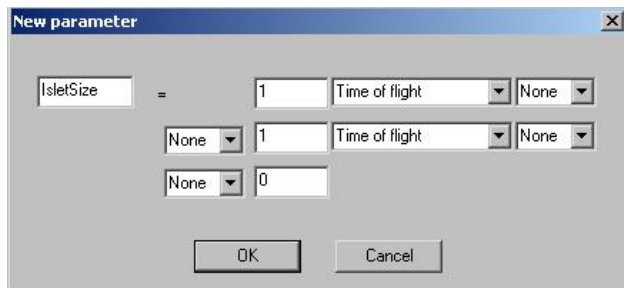 New parameter
IsletSize = 1 Time of flight None
None 1 Time of flight None
None 0
OK Cancel